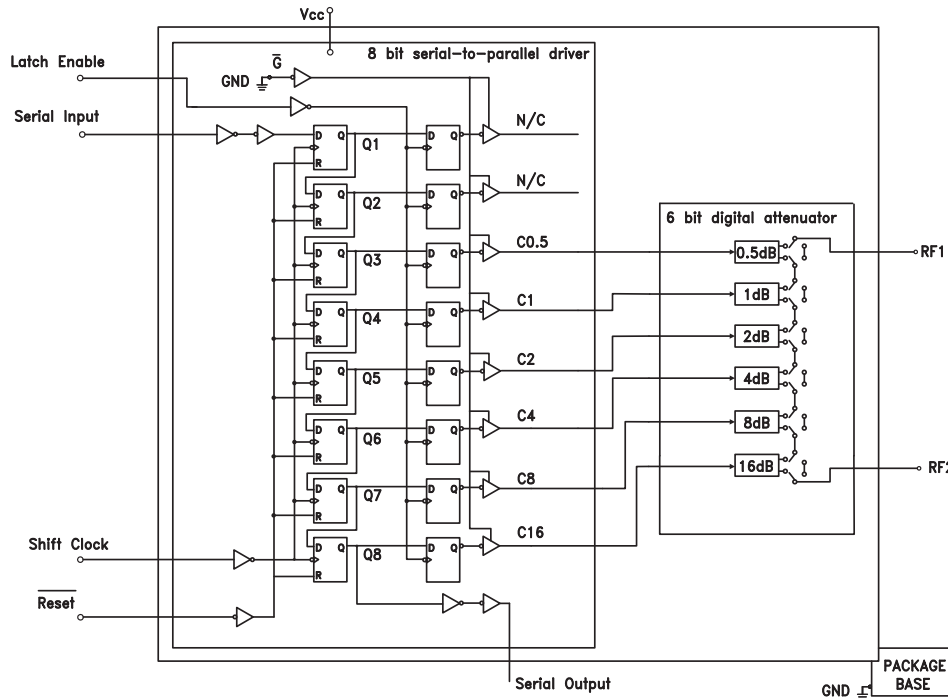 Vcc
8 bit serial-to-parallel driver
Latch Enable
G
GND
Serial Input
D Q
R
Q1
D Q
N/C
D Q
R
Q2
D Q
N/C
6 bit digital attenuator
D Q
R
Q3
D Q
C0.5
0.5dB
RF1
D Q
R
Q4
D Q
C1
1dB
D Q
R
Q5
D Q
C2
2dB
D Q
R
Q6
D Q
C4
4dB
D Q
R
Q7
D Q
C8
8dB
D Q
R
Q8
D Q
C16
16dB
RF2
Shift Clock
Reset
Serial Output
GND
PACKAGE
BASE